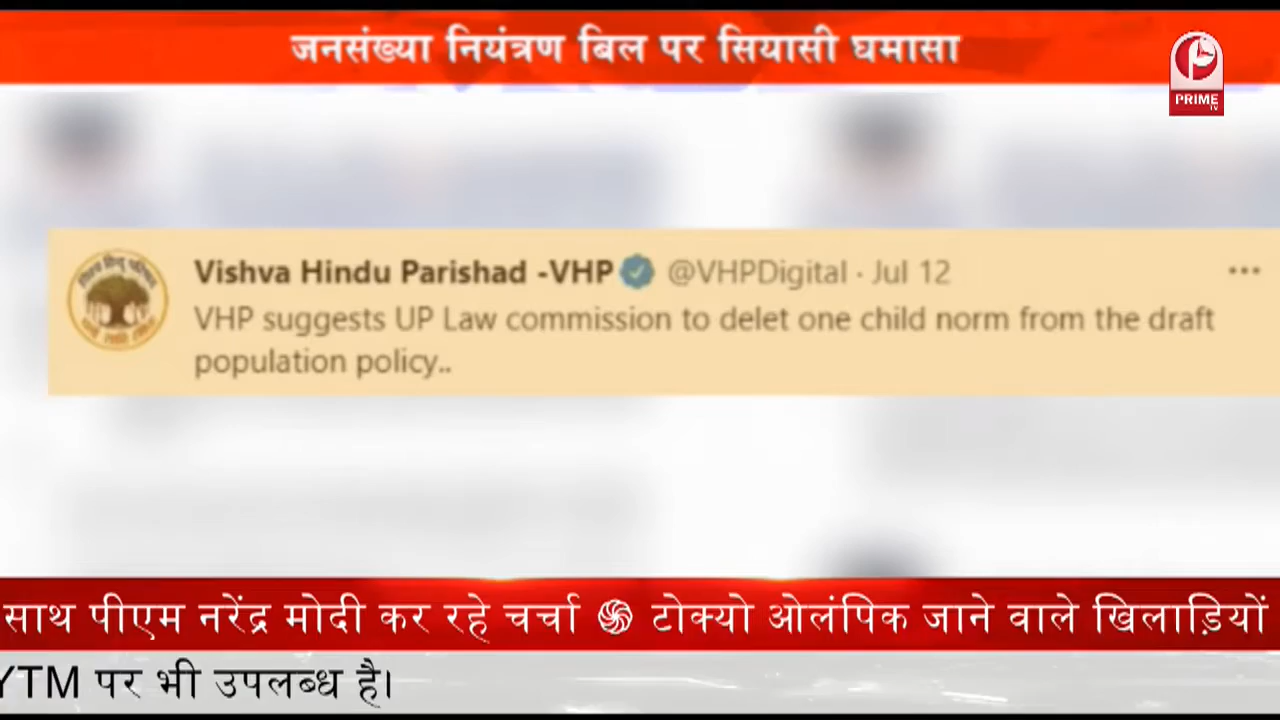 जनसंख्या नियंत्रण बिल पर सियासी घमासा
PRIME
TV
Vishva Hindu Parishad -VHP @VHPDigital · Jul 12
VHP suggests UP Law commission to delet one child norm from the draft
population policy..
साथ पीएम नरेंद्र मोदी कर रहे चर्चा टोक्यो ओलंपिक जाने वाले खिलाड़ियों
YTM पर भी उपलब्ध है।